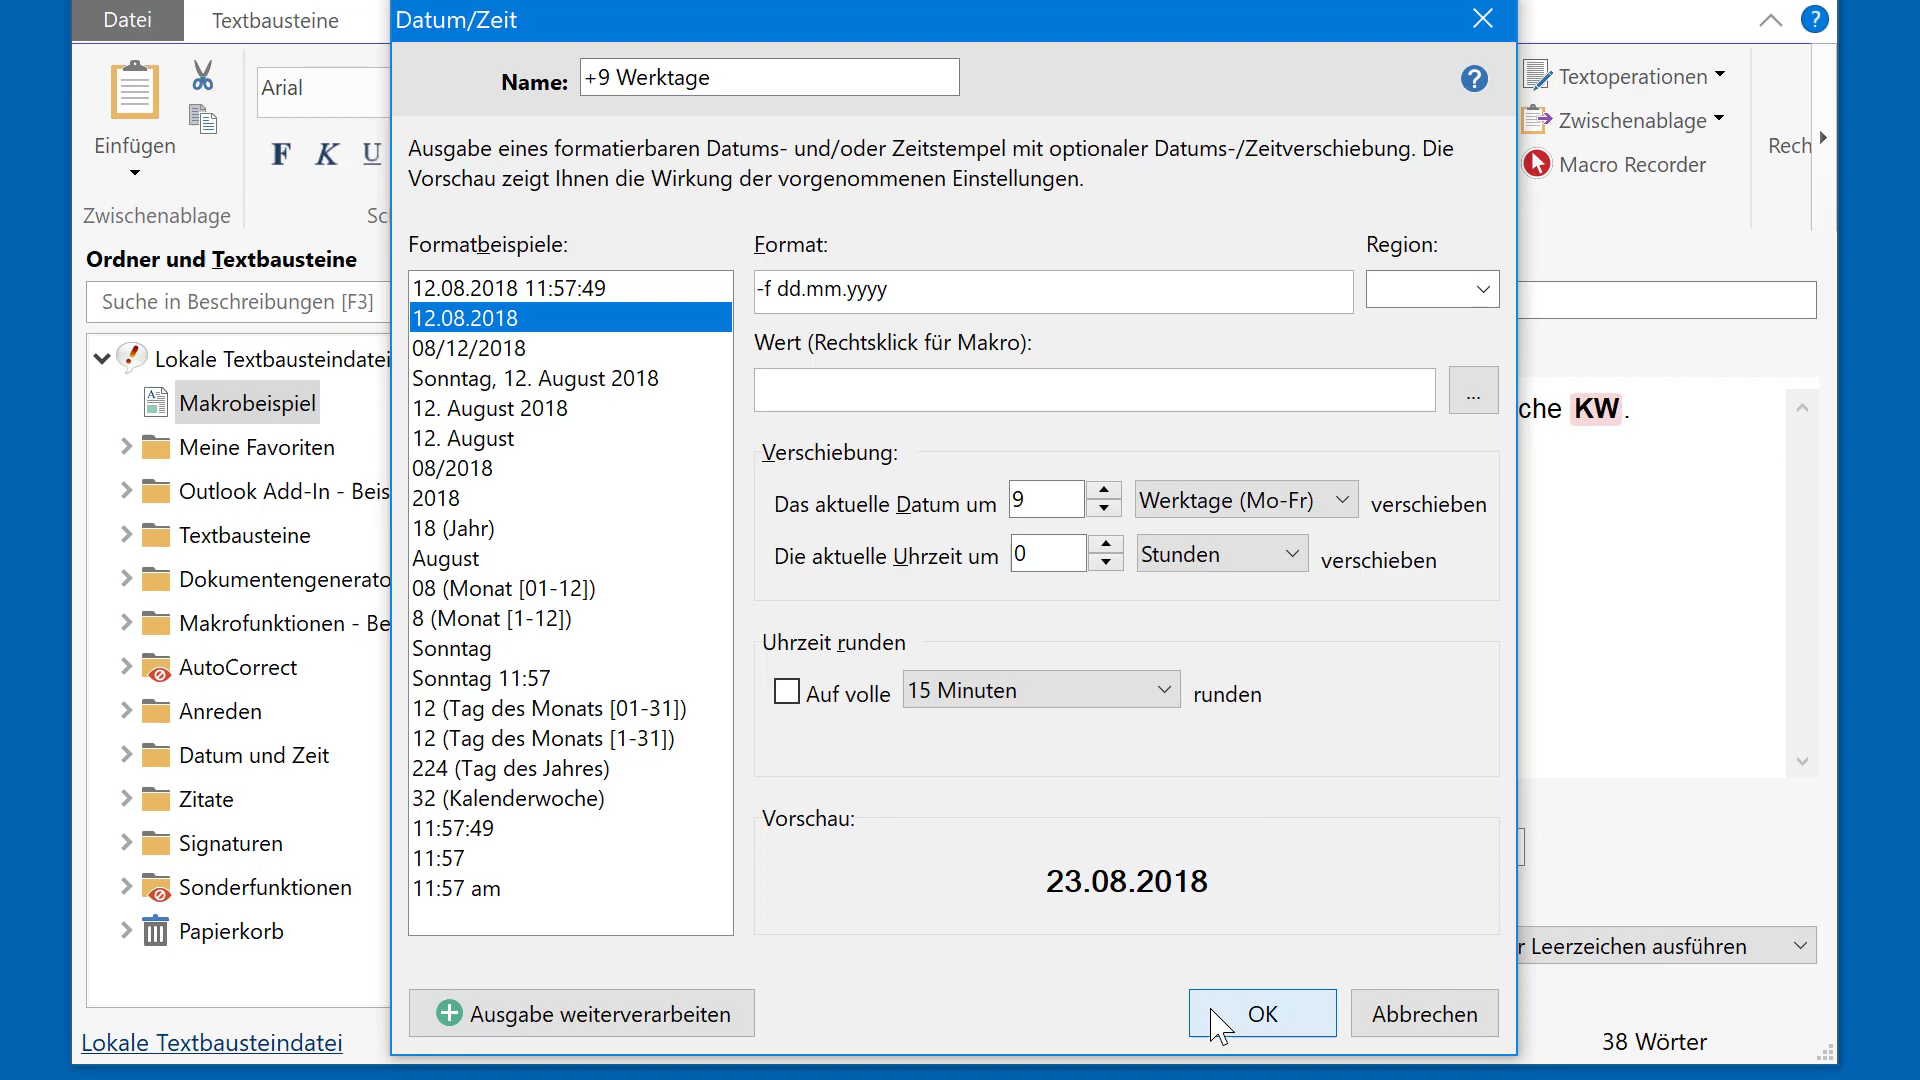 Datei
Textbausteine
Datum/Zeit
?
Name:
+9 Werktage
?
Einfügen
Arial
F K U
Zwischenablage
Sc
Textoperationen
Zwischenablage
Macro Recorder
Rech
Ausgabe eines formatierbaren Datums- und/oder Zeitstempel mit optionaler Datums-/Zeitverschiebung. Die
Vorschau zeigt Ihnen die Wirkung der vorgenommenen Einstellungen.
Ordner und Textbausteine
Suche in Beschreibungen [F3]
Lokale Textbausteindatei
Makrobeispiel
Meine Favoriten
Outlook Add-In - Beis
Textbausteine
Dokumentengenerato
Makrofunktionen - Be
AutoCorrect
Anreden
Datum und Zeit
Zitate
Signaturen
Sonderfunktionen
Papierkorb
Lokale Textbausteindatei
Formatbeispiele:
12.08.2018 11:57:49
12.08.2018
08/12/2018
Sonntag, 12. August 2018
12. August 2018
12. August
08/2018
2018
18 (Jahr)
August
08 (Monat [01-12])
8 (Monat [1-12])
Sonntag
Sonntag 11:57
12 (Tag des Monats [01-31])
12 (Tag des Monats [1-31])
224 (Tag des Jahres)
32 (Kalenderwoche)
11:57:49
11:57
11:57 am
Format:
-f dd.mm.yyyy
Region:
Wert (Rechtsklick für Makro):
...
Verschiebung:
Das aktuelle Datum um 9 Werktage (Mo-Fr) verschieben
Die aktuelle Uhrzeit um 0 Stunden verschieben
Uhrzeit runden
Auf volle 15 Minuten runden
Vorschau:
23.08.2018
Ausgabe weiterverarbeiten
OK
Abbrechen
che KW.
r Leerzeichen ausführen
38 Wörter